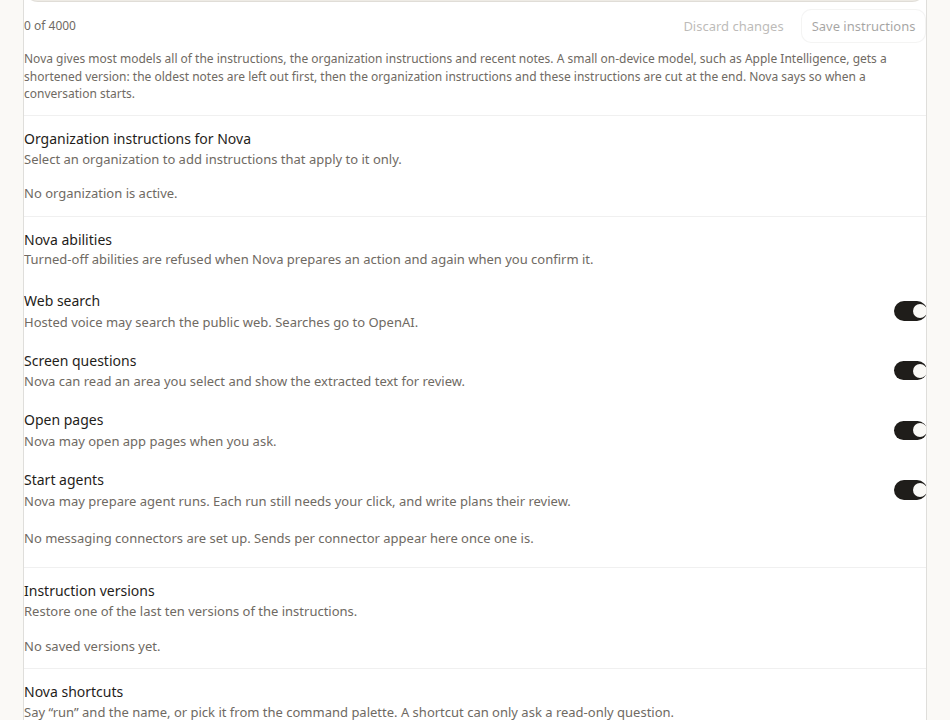 0 of 4000
Discard changes
Save instructions
Nova gives most models all of the instructions, the organization instructions and recent notes. A small on-device model, such as Apple Intelligence, gets a
shortened version: the oldest notes are left out first, then the organization instructions and these instructions are cut at the end. Nova says so when a
conversation starts.
Organization instructions for Nova
Select an organization to add instructions that apply to it only.
No organization is active.
Nova abilities
Turned-off abilities are refused when Nova prepares an action and again when you confirm it.
Web search
Hosted voice may search the public web. Searches go to OpenAI.
Screen questions
Nova can read an area you select and show the extracted text for review.
Open pages
Nova may open app pages when you ask.
Start agents
Nova may prepare agent runs. Each run still needs your click, and write plans their review.
No messaging connectors are set up. Sends per connector appear here once one is.
Instruction versions
Restore one of the last ten versions of the instructions.
No saved versions yet.
Nova shortcuts
Say “run” and the name, or pick it from the command palette. A shortcut can only ask a read-only question.